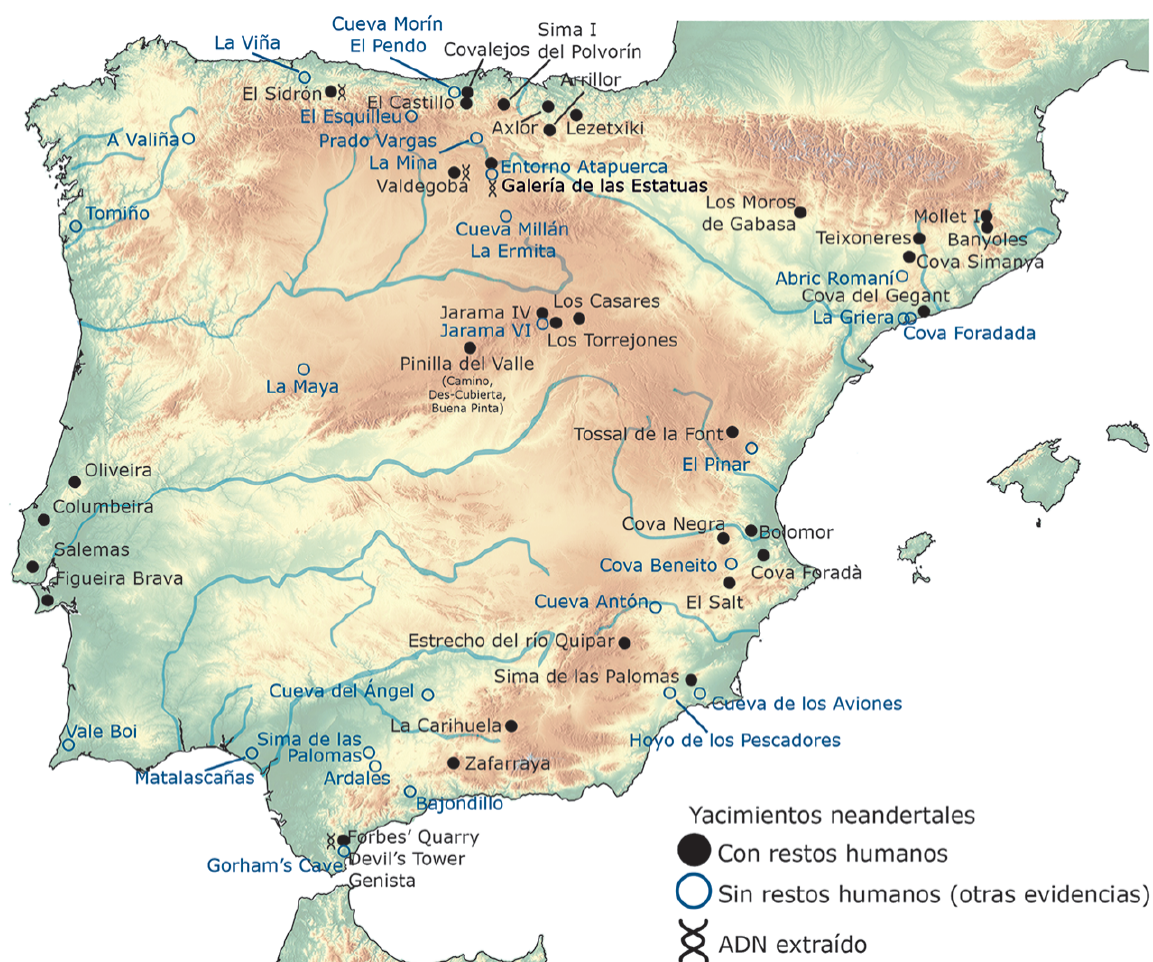 Cueva Morín
El Pendo
Sima I
del Polvorín
La Viña
Covalejos
Arrillor
El Sidrón
El Castillo
El Esquilleu
Axlor
Lezetxiki
A Valiña
Prado Vargas
La Mina
Entorno Atapuerca
Valdegoba
Galería de las Estatuas
Los Moros
de Gabasa
Tomiño
Mollet I
Cueva Millán
La Ermita
Teixoneres
Banyoles
Cova Simanya
Abric Romaní
Cova del Gegant
Los Casares
Jarama IV
La Griera
Jarama VI
Cova Foradada
Los Torrejones
Pinilla del Valle
(Camino,
Des-Cubierta,
Buena Pinta)
La Maya
Tossal de la Font
El Pinar
Oliveira
Columbeira
Cova Negra
Bolomor
Salemas
Cova Beneito
Cova Foradà
Figueira Brava
Cueva Antón
El Salt
Estrecho del río Quipar
Sima de las Palomas
Cueva del Ángel
Cueva de los Aviones
La Carihuela
Vale Boi
Sima de las
Palomas
Hoyo de los Pescadores
Zafarraya
Matalascañas
Ardales
Bajondillo
Forbes’ Quarry
Devil’s Tower
Gorham’s Cave
Genista
Yacimientos neandertales
Con restos humanos
Sin restos humanos (otras evidencias)
ADN extraído